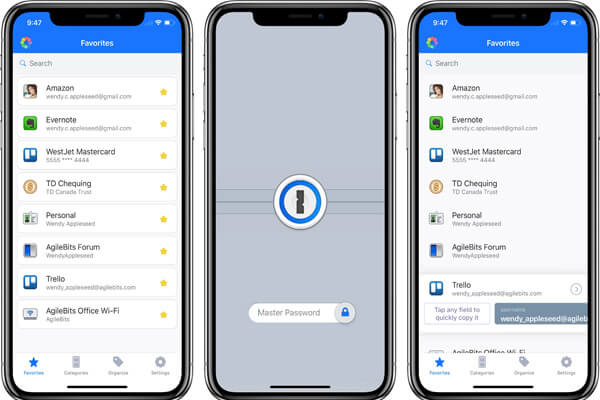 9:47
Favorites
Search
Amazon
wendy.c.appleseed@gmail.com
Evernote
wendy.c.appleseed@gmail.com
WestJet Mastercard
5555 **** 4444
TD Chequing
TD Canada Trust
Personal
Wendy Appleseed
AgileBits Forum
WendyAppleseed
Trello
wendy_appleseed@agilebits.com
AgileBits Office Wi-Fi
AgileBits
Favorites
Categories
Organize
Settings
9:47
1
Master Password
9:47
Favorites
Search
Amazon
wendy.c.appleseed@gmail.com
Evernote
wendy.c.appleseed@gmail.com
WestJet Mastercard
5555 **** 4444
TD Chequing
TD Canada Trust
Personal
Wendy Appleseed
AgileBits Forum
WendyAppleseed
Trello
wendy_appleseed@agilebits.com
Tap any field to
quickly copy it
username
wendy_appleseed@agileb
AgileBits Office Wi-Fi
Favorites
Categories
Organize
Settings